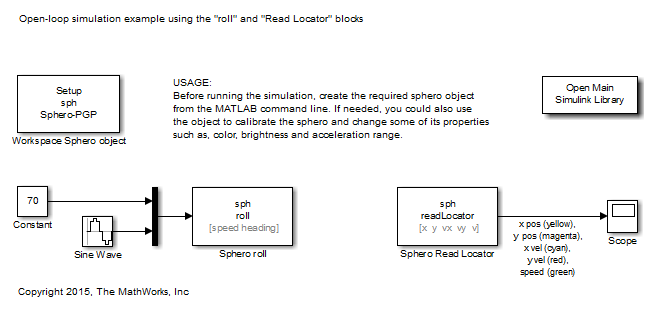 Open-loop simulation example using the "roll" and "Read Locator" blocks
Setup
sph
Sphero-PGP
Workspace Sphero object
USAGE:
Before running the simulation, create the required sphero object
from the MATLAB command line. If needed, you could also use
the object to calibrate the sphero and change some of its properties
such as, color, brightness and acceleration range.
Open Main
Simulink Library
70
Constant
Sine Wave
sph
roll
[speed heading]
Sphero roll
sph
readLocator
[x y vx vy v]
Sphero Read Locator
x pos (yellow),
y pos (magenta),
x vel (cyan),
y vel (red),
speed (green)
Scope
Copyright 2015, The MathWorks, Inc